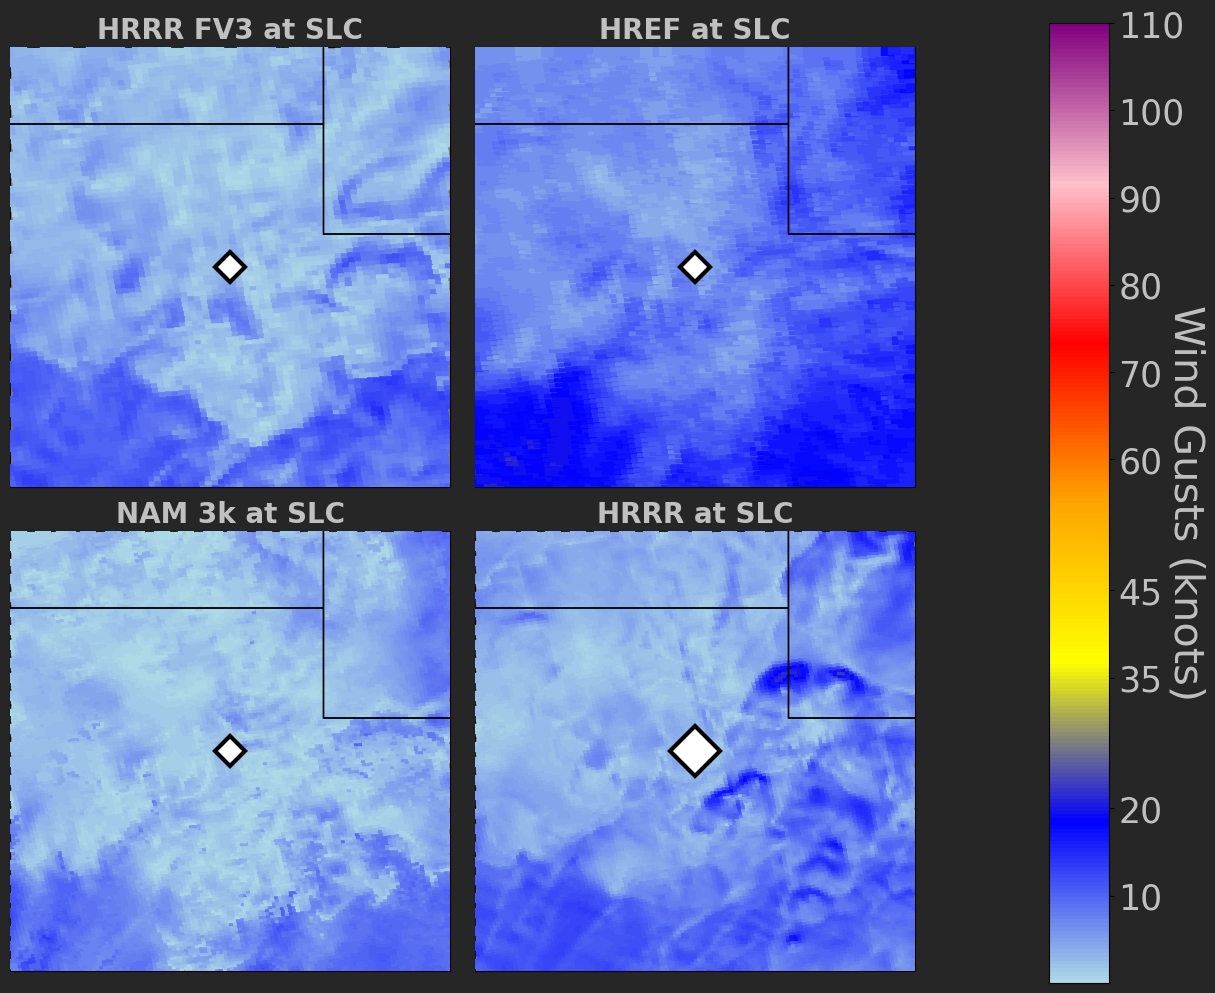 HRRR FV3 at SLC
HREF at SLC
NAM 3k at SLC
HRRR at SLC
110
100
90
80
70
60
45
35
20
10
Wind Gusts (knots)